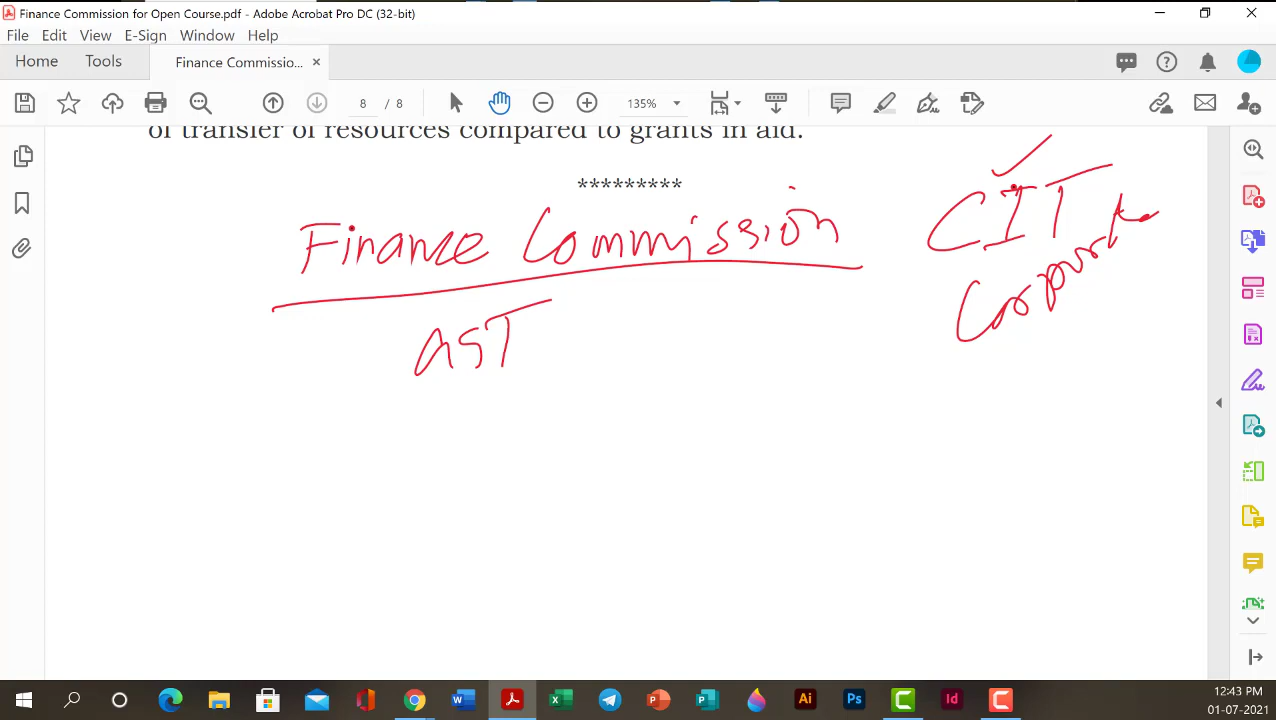 Finance Commission for Open Course.pdf - Adobe Acrobat Pro DC (32-bit)
File Edit View E-Sign Window Help
Home Tools Finance Commissio... ×
8 / 8 135%
of transfer of resources compared to grants in aid.
*********
CIT
Finance Commission
Corporate
GST
12:43 PM
01-07-2021